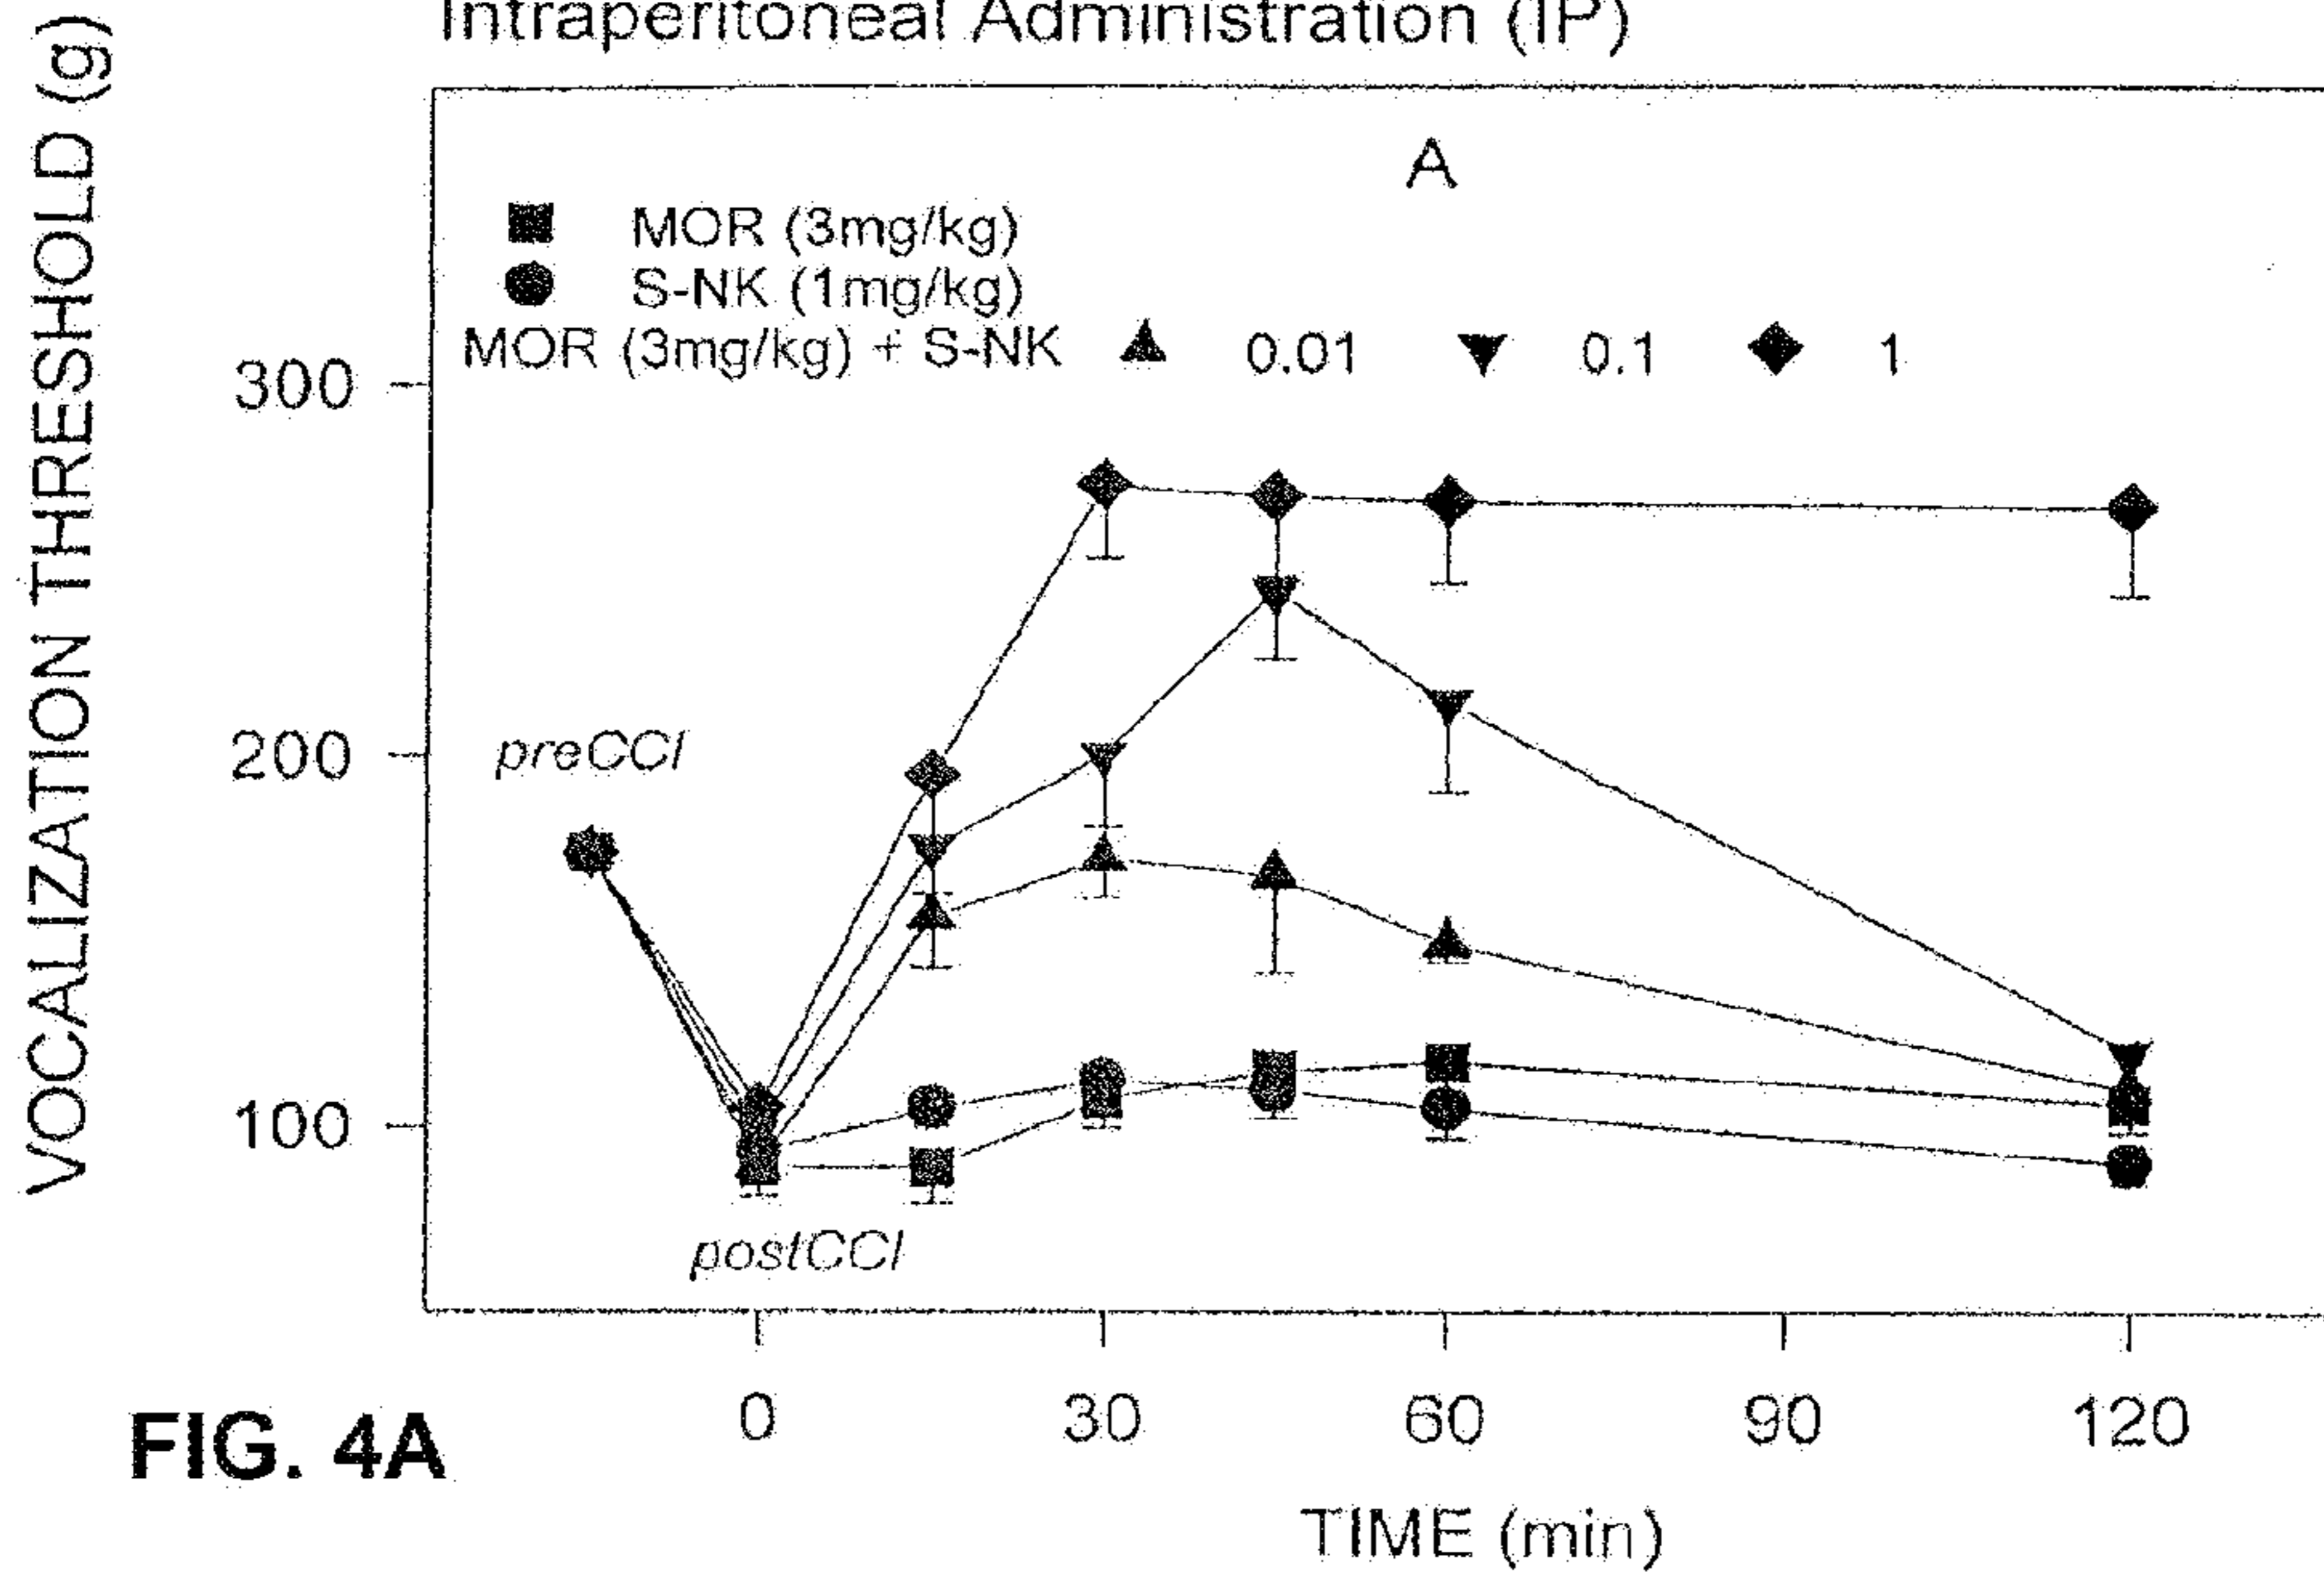 Intraperitoneal Administration (IP)
VOCALIZATION THRESHOLD (g)
A
MOR (3mg/kg)
S-NK (1mg/kg)
MOR (3mg/kg) + S-NK 0.01 0.1 1
300
200
100
preCCI
postCCI
0 30 60 90 120
FIG. 4A
TIME (min)